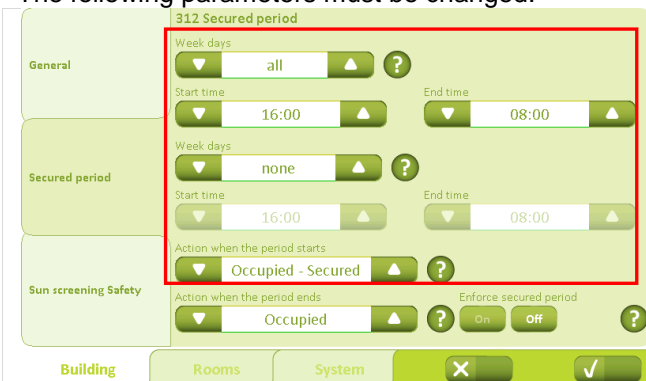 The following parameters must be changed:
312 Secured period
General
Week days
all
?
Start time
End time
16:00
08:00
Secured period
Week days
none
?
Start time
End time
16:00
08:00
Sun screening Safety
Action when the period starts
Occupied - Secured
?
Action when the period ends
Enforce secured period
Occupied
?
On
Off
?
Building
Rooms
System